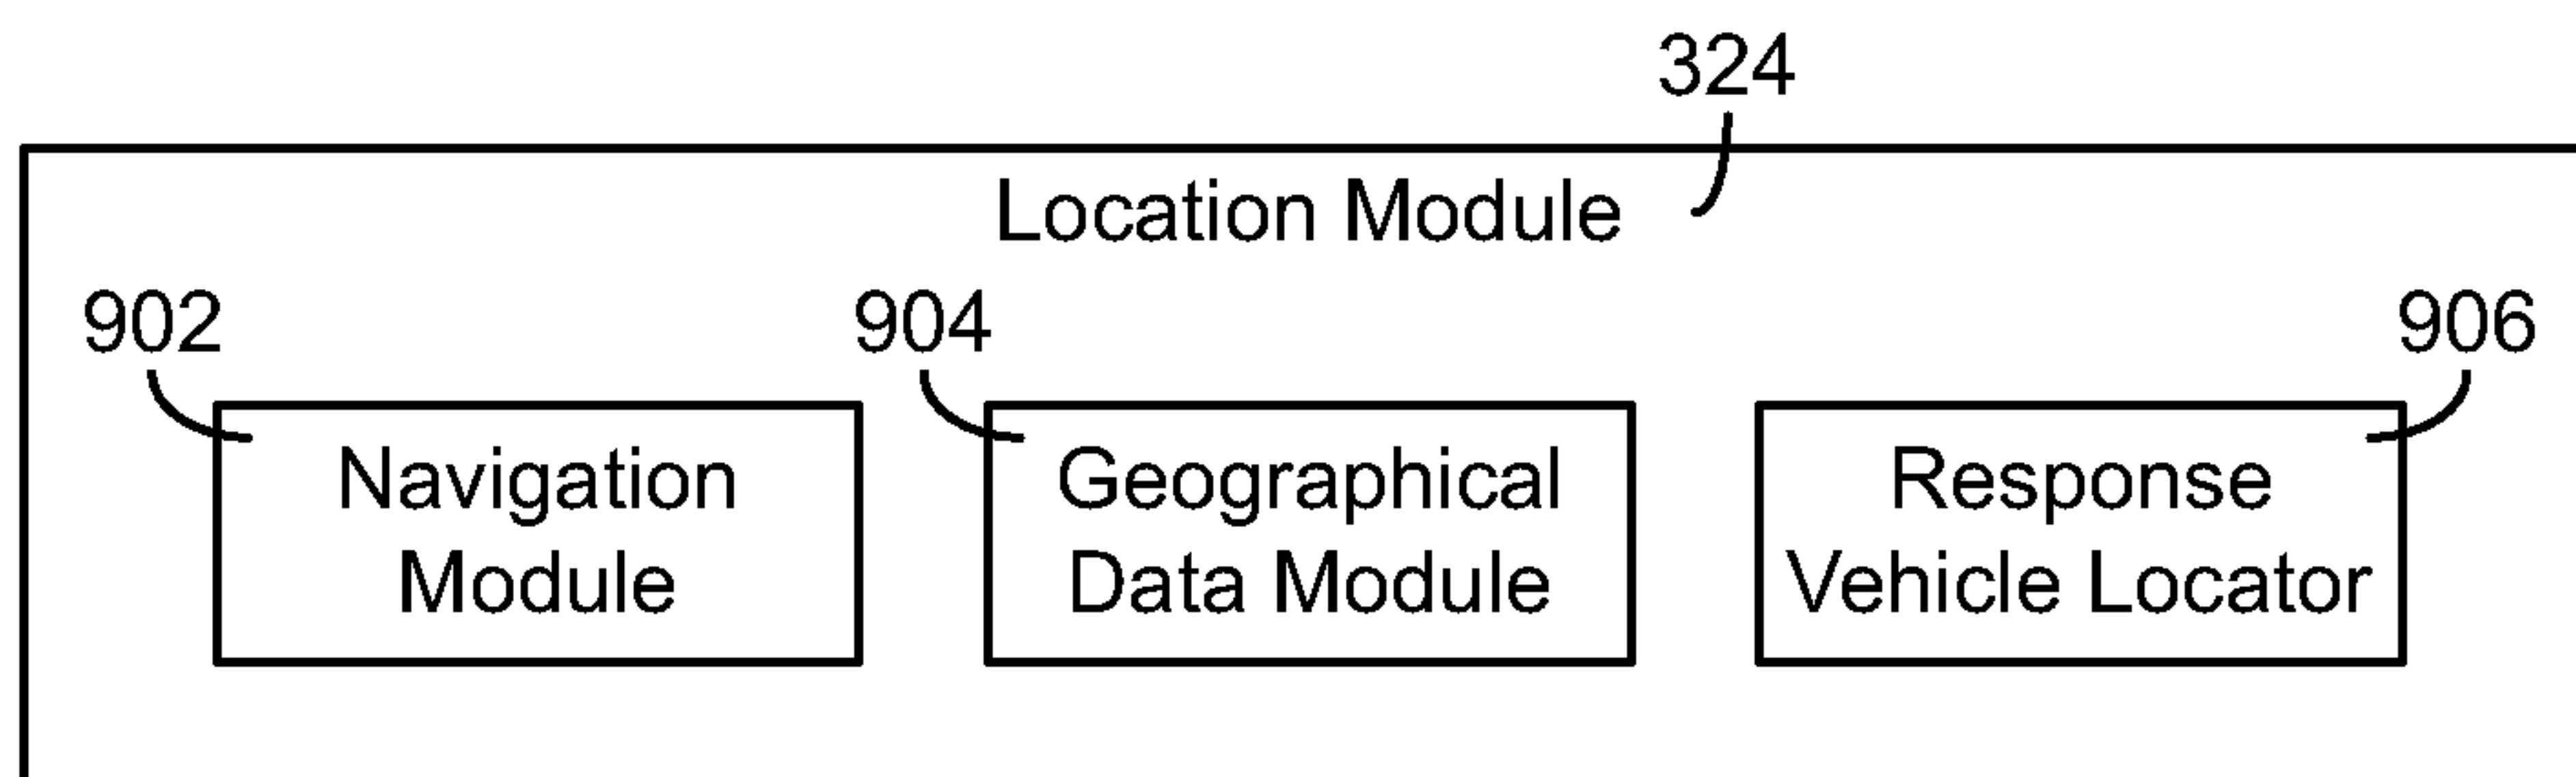 324
Location Module
902
904
906
Navigation
Module
Geographical
Data Module
Response
Vehicle Locator